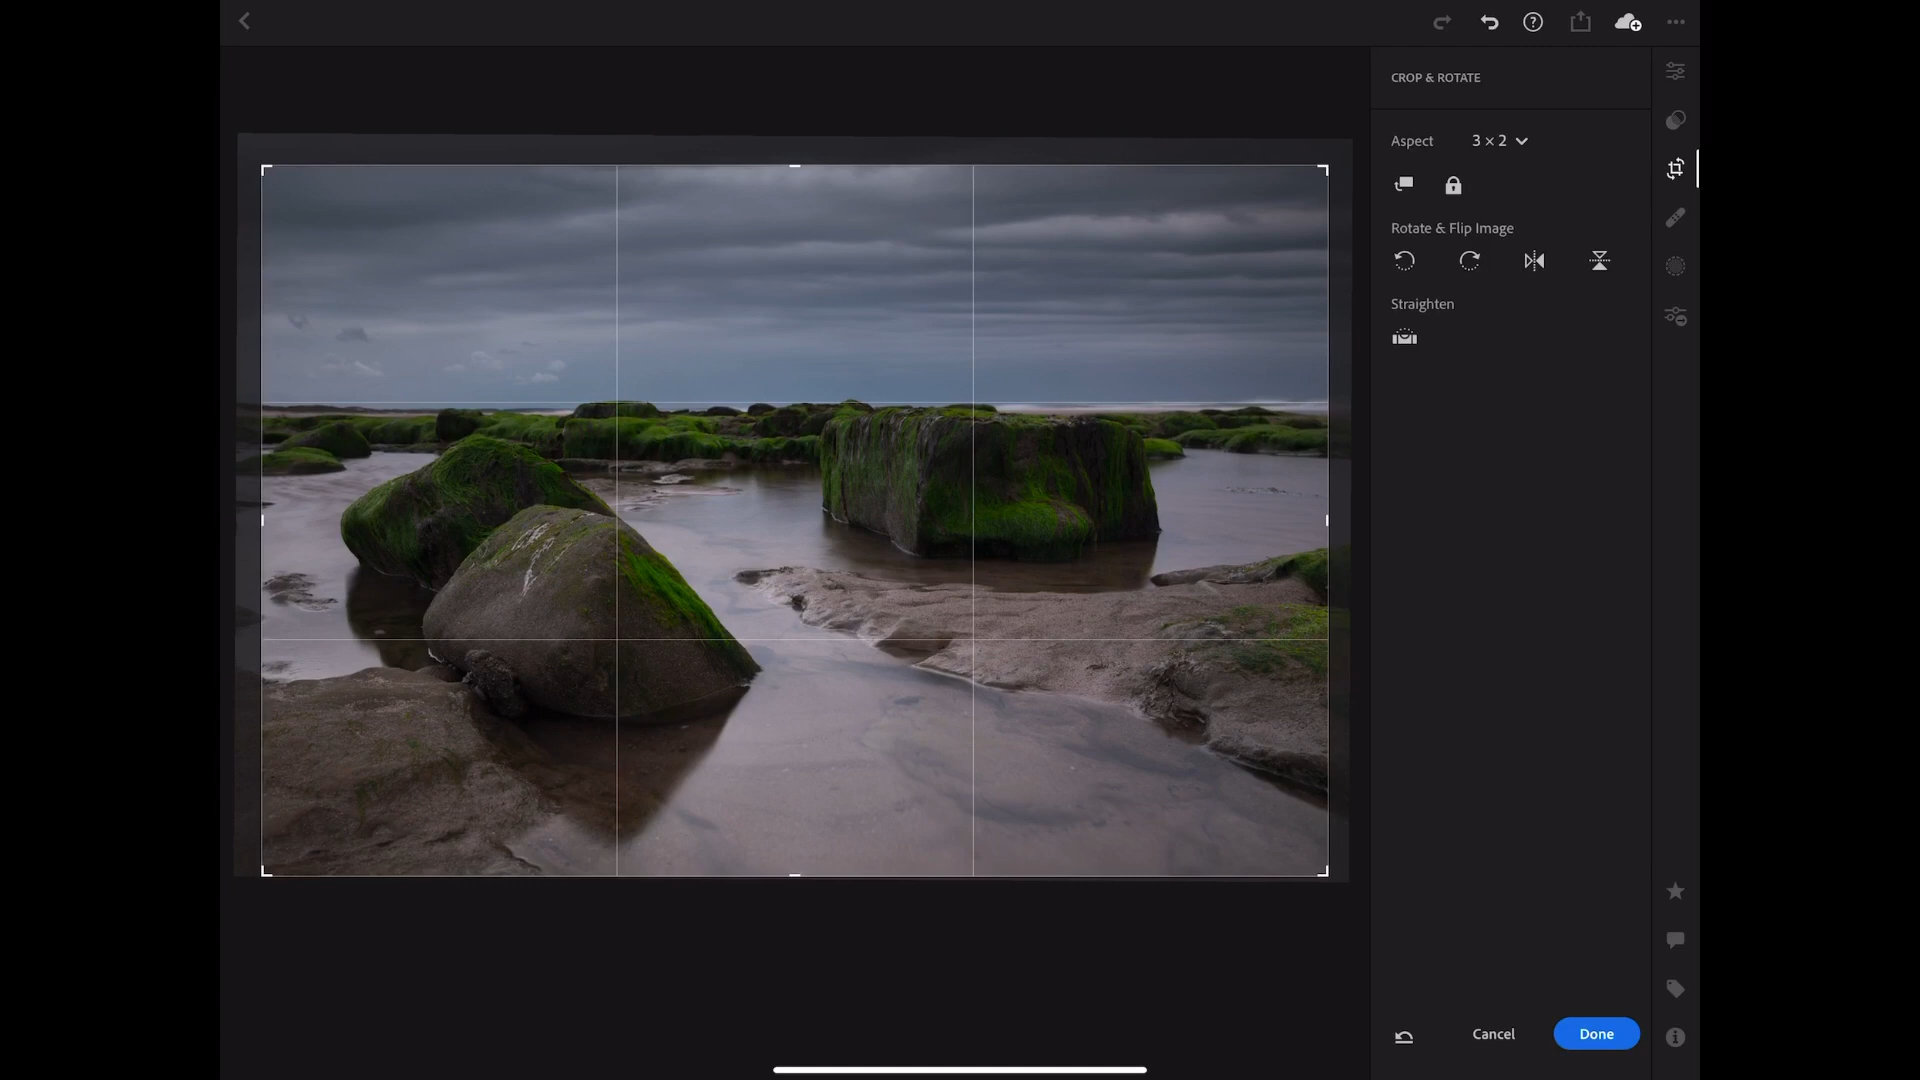 CROP & ROTATE
Aspect 3 × 2
Rotate & Flip Image
Straighten
Cancel Done